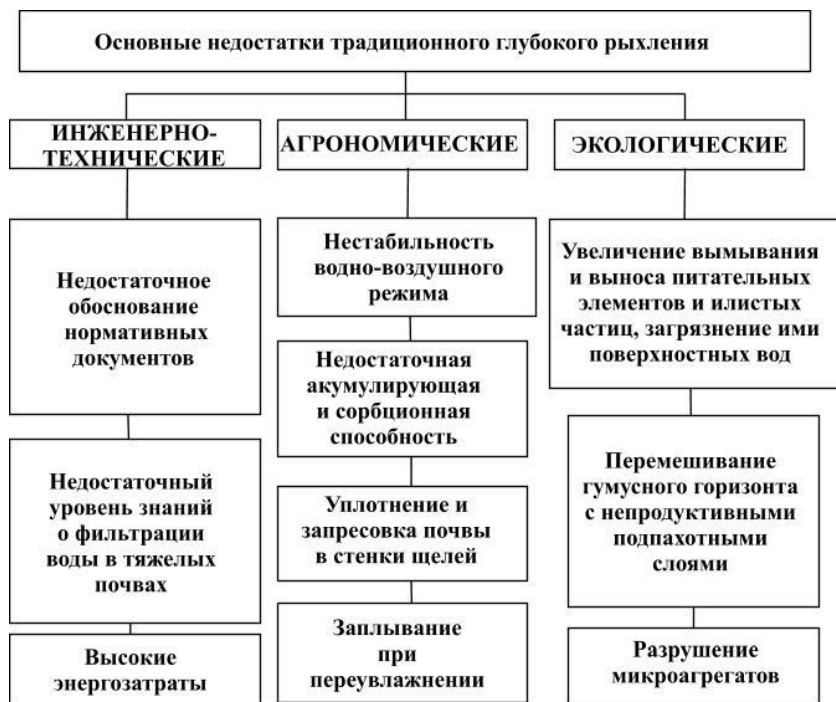 Основные недостатки традиционного глубокого рыхления
ИНЖЕНЕРНО-
ТЕХНИЧЕСКИЕ
АГРОНОМИЧЕСКИЕ
ЭКОЛОГИЧЕСКИЕ
Недостаточное
обоснование
нормативных
документов
Недостаточный
уровень знаний
о фильтрации
воды в тяжелых
почвах
Высокие
энергозатраты
Нестабильность
водно-воздушного
режима
Недостаточная
акумулирующая
и сорбционная
способность
Уплотнение и
запресовка почвы
в стенки щелей
Заплывание
при
переувлажнении
Увеличение вымывания
и выноса питательных
элементов и илистых
частиц, загрязнение ими
поверхностных вод
Перемешивание
гумусного горизонта
с непродуктивными
подпахотными
слоями
Разрушение
микроагрегатов